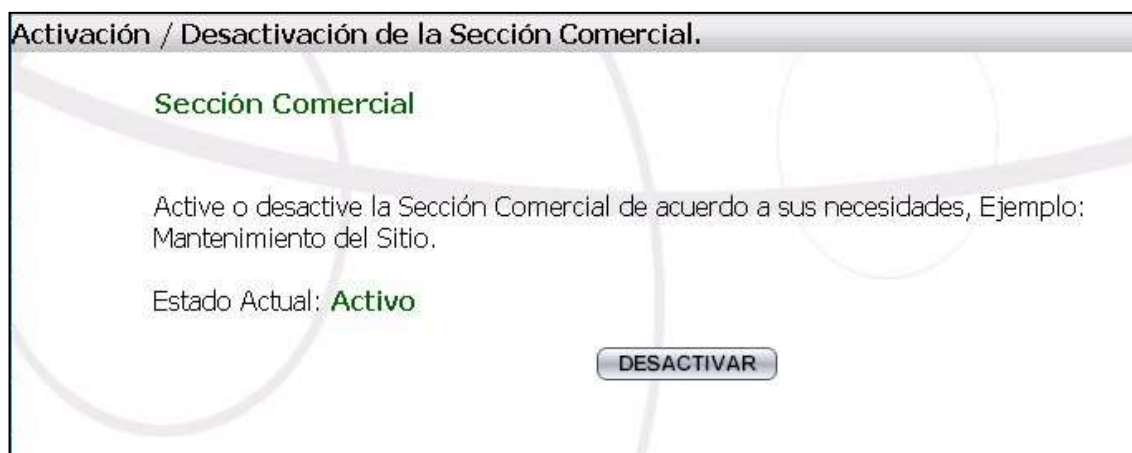 Activación / Desactivación de la Sección Comercial.
Sección Comercial
Active o desactive la Sección Comercial de acuerdo a sus necesidades, Ejemplo:
Mantenimiento del Sitio.
Estado Actual: Activo
DESACTIVAR